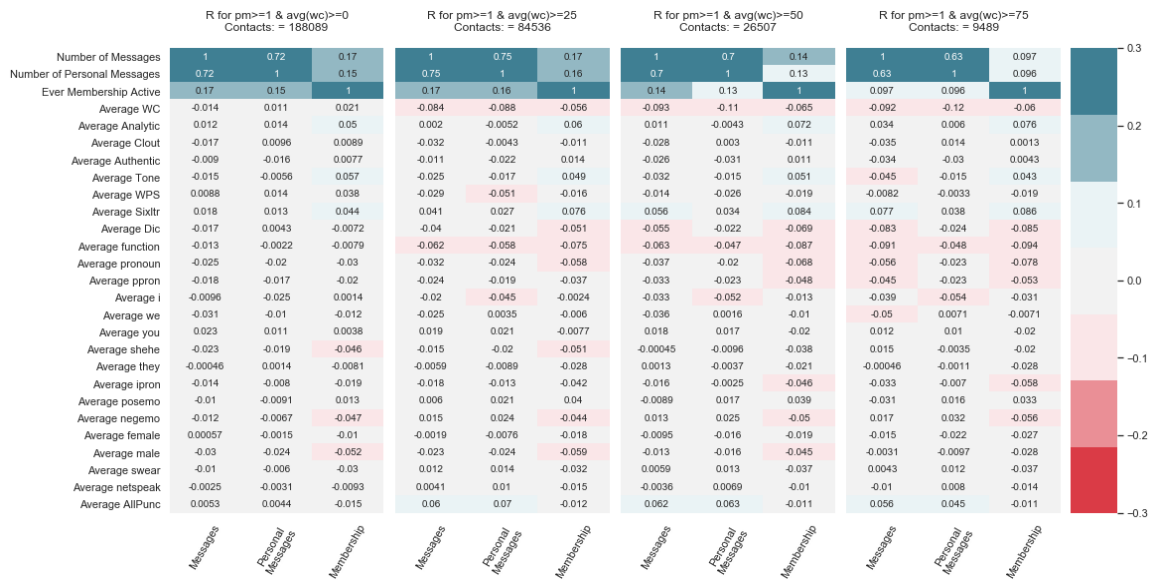 R for pm>=1 & avg(wc)>=0 R for pm>=1 & avg(wc)>=25 R for pm>=1 & avg(wc)>=50 R for pm>=1 & avg(wc)>=75
Contacts: = 188089 Contacts: = 84536 Contacts: = 26507 Contacts: = 9489
Number of Messages 1 0.72 0.17 1 0.75 0.17 1 0.7 0.14 1 0.63 0.097
Number of Personal Messages 0.72 1 0.15 0.75 1 0.16 0.7 1 0.13 0.63 1 0.096
Ever Membership Active 0.17 0.15 1 0.17 0.16 1 0.14 0.13 1 0.097 0.096 1
Average WC -0.014 0.011 0.021 -0.084 -0.088 -0.056 -0.093 -0.11 -0.065 -0.092 -0.12 -0.06
Average Analytic 0.012 0.014 0.05 0.002 -0.0052 0.06 0.011 -0.0043 0.072 0.034 0.006 0.076
Average Clout -0.017 0.0096 0.0089 -0.032 -0.0043 -0.011 -0.028 0.003 -0.011 -0.035 0.014 0.0013
Average Authentic -0.009 -0.016 0.0077 -0.011 -0.022 0.014 -0.026 -0.031 0.011 -0.034 -0.03 0.0043
Average Tone -0.015 -0.0056 0.057 -0.025 -0.017 0.049 -0.032 -0.015 0.051 -0.045 -0.015 0.043
Average WPS 0.0088 0.014 0.038 -0.029 -0.051 -0.016 -0.014 -0.026 -0.019 -0.0082 -0.0033 -0.019
Average Sixltr 0.018 0.013 0.044 0.041 0.027 0.076 0.056 0.034 0.084 0.077 0.038 0.086
Average Dic -0.017 0.0043 -0.0072 -0.04 -0.021 -0.051 -0.055 -0.022 -0.069 -0.083 -0.024 -0.085
Average function -0.013 -0.0022 -0.0079 -0.062 -0.058 -0.075 -0.063 -0.047 -0.087 -0.091 -0.048 -0.094
Average pronoun -0.025 -0.02 -0.03 -0.032 -0.024 -0.058 -0.037 -0.02 -0.068 -0.056 -0.023 -0.078
Average ppron -0.018 -0.017 -0.02 -0.024 -0.019 -0.037 -0.033 -0.023 -0.048 -0.045 -0.023 -0.053
Average i -0.0096 -0.025 0.0014 -0.02 -0.045 -0.0024 -0.033 -0.052 -0.013 -0.039 -0.054 -0.031
Average we -0.031 -0.01 -0.012 -0.025 0.0035 -0.006 -0.036 0.0016 -0.01 -0.05 0.0071 -0.0071
Average you 0.023 0.011 0.0038 0.019 0.021 -0.0077 0.018 0.017 -0.02 0.012 0.01 -0.02
Average shehe -0.023 -0.019 -0.046 -0.015 -0.02 -0.051 -0.00045 -0.0096 -0.038 0.015 -0.0035 -0.02
Average they -0.00046 0.0014 -0.0081 -0.0059 -0.0089 -0.028 0.0013 -0.0037 -0.021 -0.00046 -0.0011 -0.028
Average ipron -0.014 -0.008 -0.019 -0.018 -0.013 -0.042 -0.016 -0.0025 -0.046 -0.033 -0.007 -0.058
Average posemo -0.01 -0.0091 0.013 0.006 0.021 0.04 -0.0089 0.017 0.039 -0.031 0.016 0.033
Average negemo -0.012 -0.0067 -0.047 0.015 0.024 -0.044 0.013 0.025 -0.05 0.017 0.032 -0.056
Average female 0.00057 -0.0015 -0.01 -0.0019 -0.0076 -0.018 -0.0095 -0.016 -0.019 -0.015 -0.022 -0.027
Average male -0.03 -0.024 -0.052 -0.023 -0.024 -0.059 -0.013 -0.016 -0.045 -0.0031 -0.0097 -0.028
Average swear -0.01 -0.006 -0.03 0.012 0.014 -0.032 0.0059 0.013 -0.037 0.0043 0.012 -0.037
Average netspeak -0.0025 -0.0031 -0.0093 0.0041 0.01 -0.015 -0.0036 0.0069 -0.01 -0.01 0.008 -0.014
Average AllPunc 0.0053 0.0044 -0.015 0.06 0.07 -0.012 0.062 0.063 -0.011 0.056 0.045 -0.011
Messages Personal Messages Membership Messages Personal Messages Membership Messages Personal Messages Membership Messages Personal Messages Membership
0.3
0.2
0.1
0.0
−0.1
−0.2
−0.3